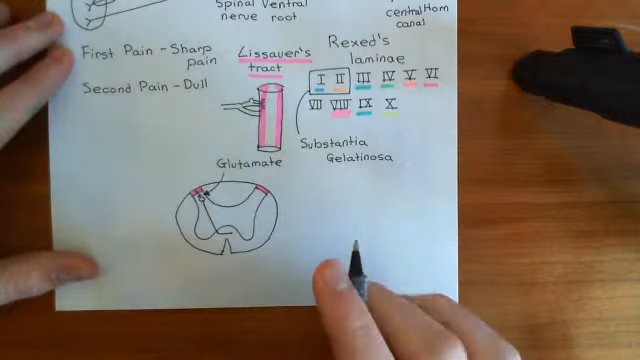 Spinal Ventral
nerve root
central Horn
canal
First Pain - Sharp
pain
Second Pain - Dull
Lissauer's
tract
Rexed's
laminae
I II III IV V VI
VII VIII IX X
Substantia
Gelatinosa
Glutamate